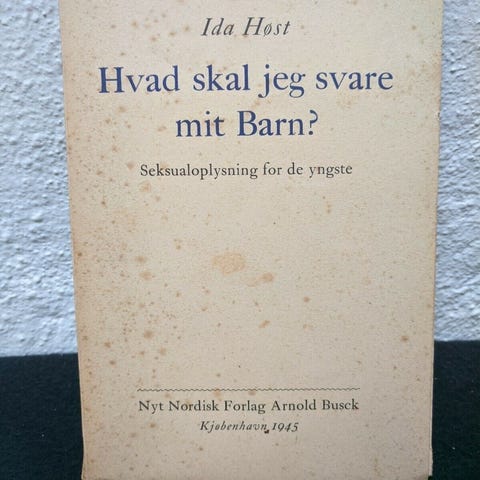 Ida Høst
Hvad skal jeg svare
mit Barn?
Seksualoplysning for de yngste
Nyt Nordisk Forlag Arnold Busck
Kjøbenhavn 1945